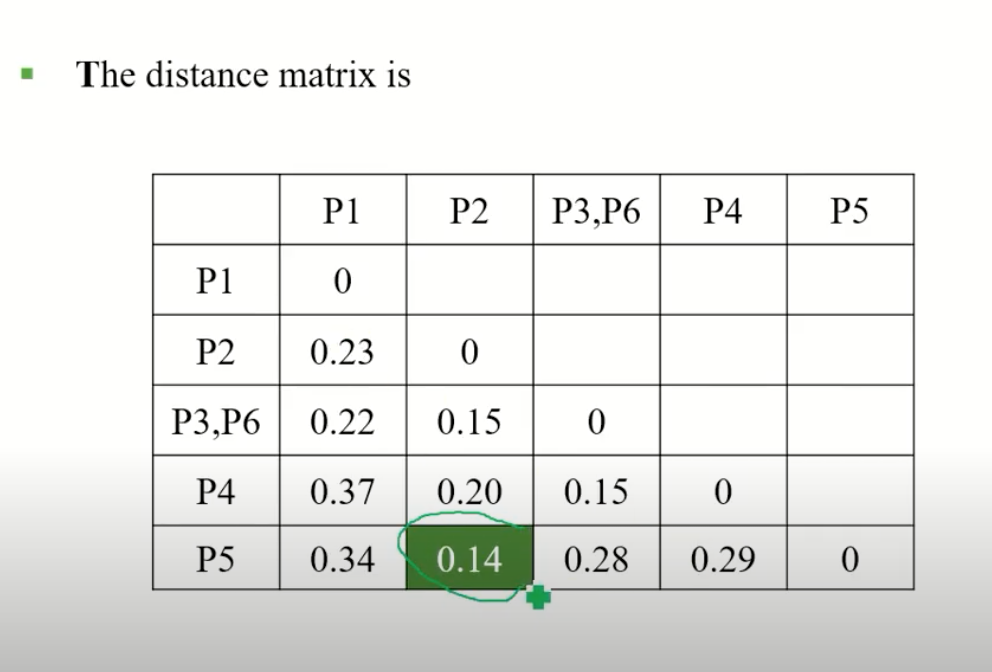 The distance matrix is
P1 P2 P3,P6 P4 P5
P1 0
P2 0.23 0
P3,P6 0.22 0.15 0
P4 0.37 0.20 0.15 0
P5 0.34 0.14 0.28 0.29 0